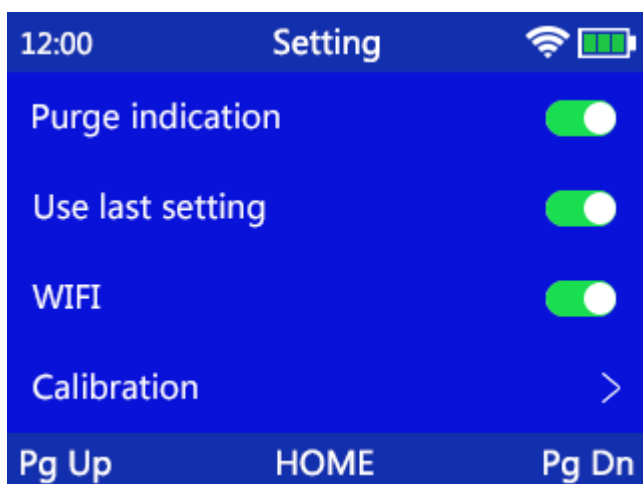 12:00 Setting
Purge indication
Use last setting
WIFI
Calibration
Pg Up HOME Pg Dn